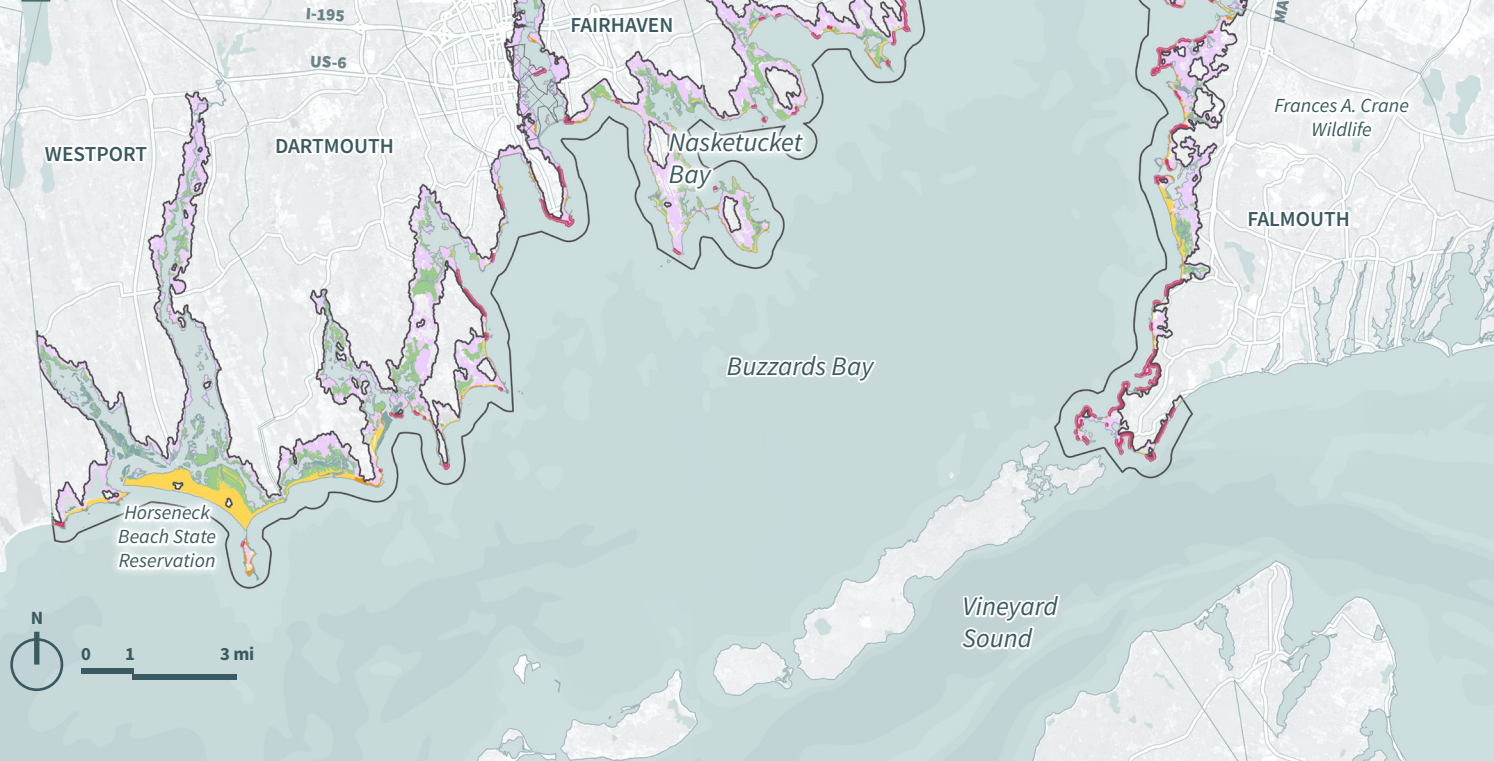 I-195
FAIRHAVEN
MA
US-6
Frances A. Crane
Wildlife
WESTPORT
DARTMOUTH
Nasketucket
Bay
FALMOUTH
Buzzards Bay
Horseneck
Beach State
Reservation
Vineyard
Sound
N
0 1 3 mi